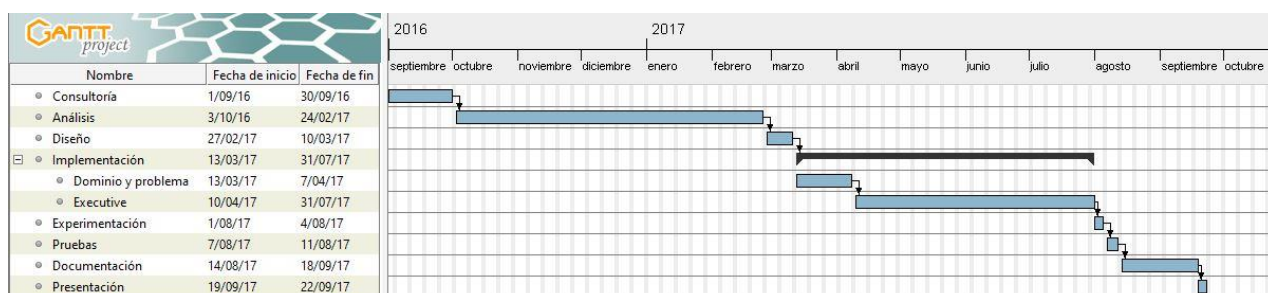 GANTT
project
2016 2017
septiembre octubre noviembre diciembre enero febrero marzo abril mayo junio julio agosto septiembre octubre
Nombre Fecha de inicio Fecha de fin
Consultoría 1/09/16 30/09/16
Análisis 3/10/16 24/02/17
Diseño 27/02/17 10/03/17
Implementación 13/03/17 31/07/17
Dominio y problema 13/03/17 7/04/17
Executive 10/04/17 31/07/17
Experimentación 1/08/17 4/08/17
Pruebas 7/08/17 11/08/17
Documentación 14/08/17 18/09/17
Presentación 19/09/17 22/09/17